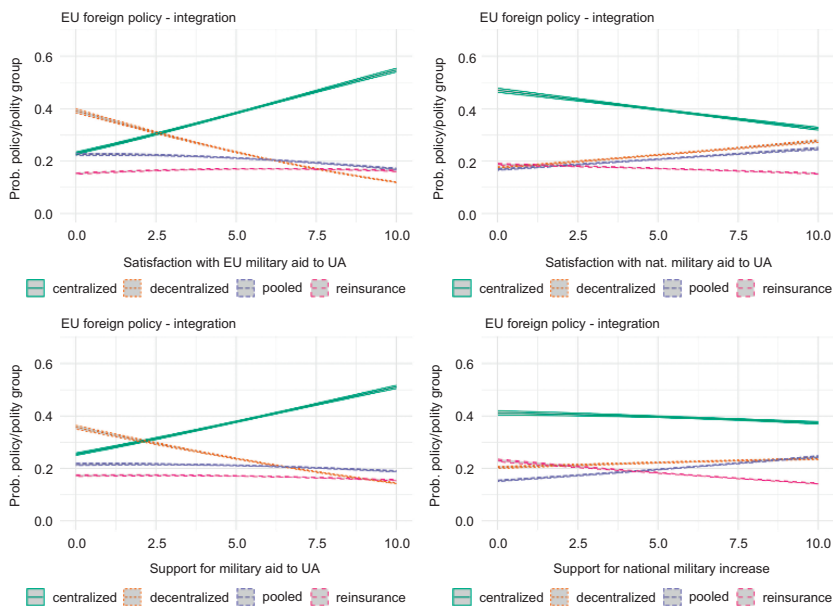 EU foreign policy - integration
EU foreign policy - integration
Prob. policy/polity group
0.6
0.4
0.2
0.0
0.0 2.5 5.0 7.5 10.0
Satisfaction with EU military aid to UA
centralized decentralized pooled reinsurance
Prob. policy/polity group
0.6
0.4
0.2
0.0
0.0 2.5 5.0 7.5 10.0
Satisfaction with nat. military aid to UA
centralized decentralized pooled reinsurance
EU foreign policy - integration
EU foreign policy - integration
Prob. policy/polity group
0.6
0.4
0.2
0.0
0.0 2.5 5.0 7.5 10.0
Support for military aid to UA
centralized decentralized pooled reinsurance
Prob. policy/polity group
0.6
0.4
0.2
0.0
0.0 2.5 5.0 7.5 10.0
Support for national military increase
centralized decentralized pooled reinsurance